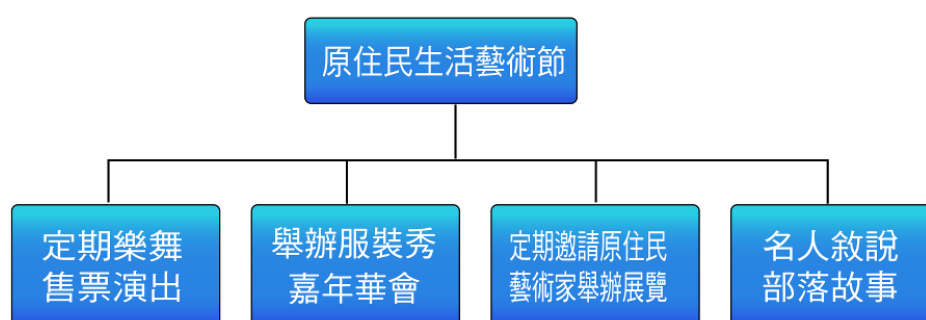 原住民生活藝術節
定期樂舞
售票演出
舉辦服裝秀
嘉年華會
定期邀請原住民
藝術家舉辦展覽
名人敘說
部落故事